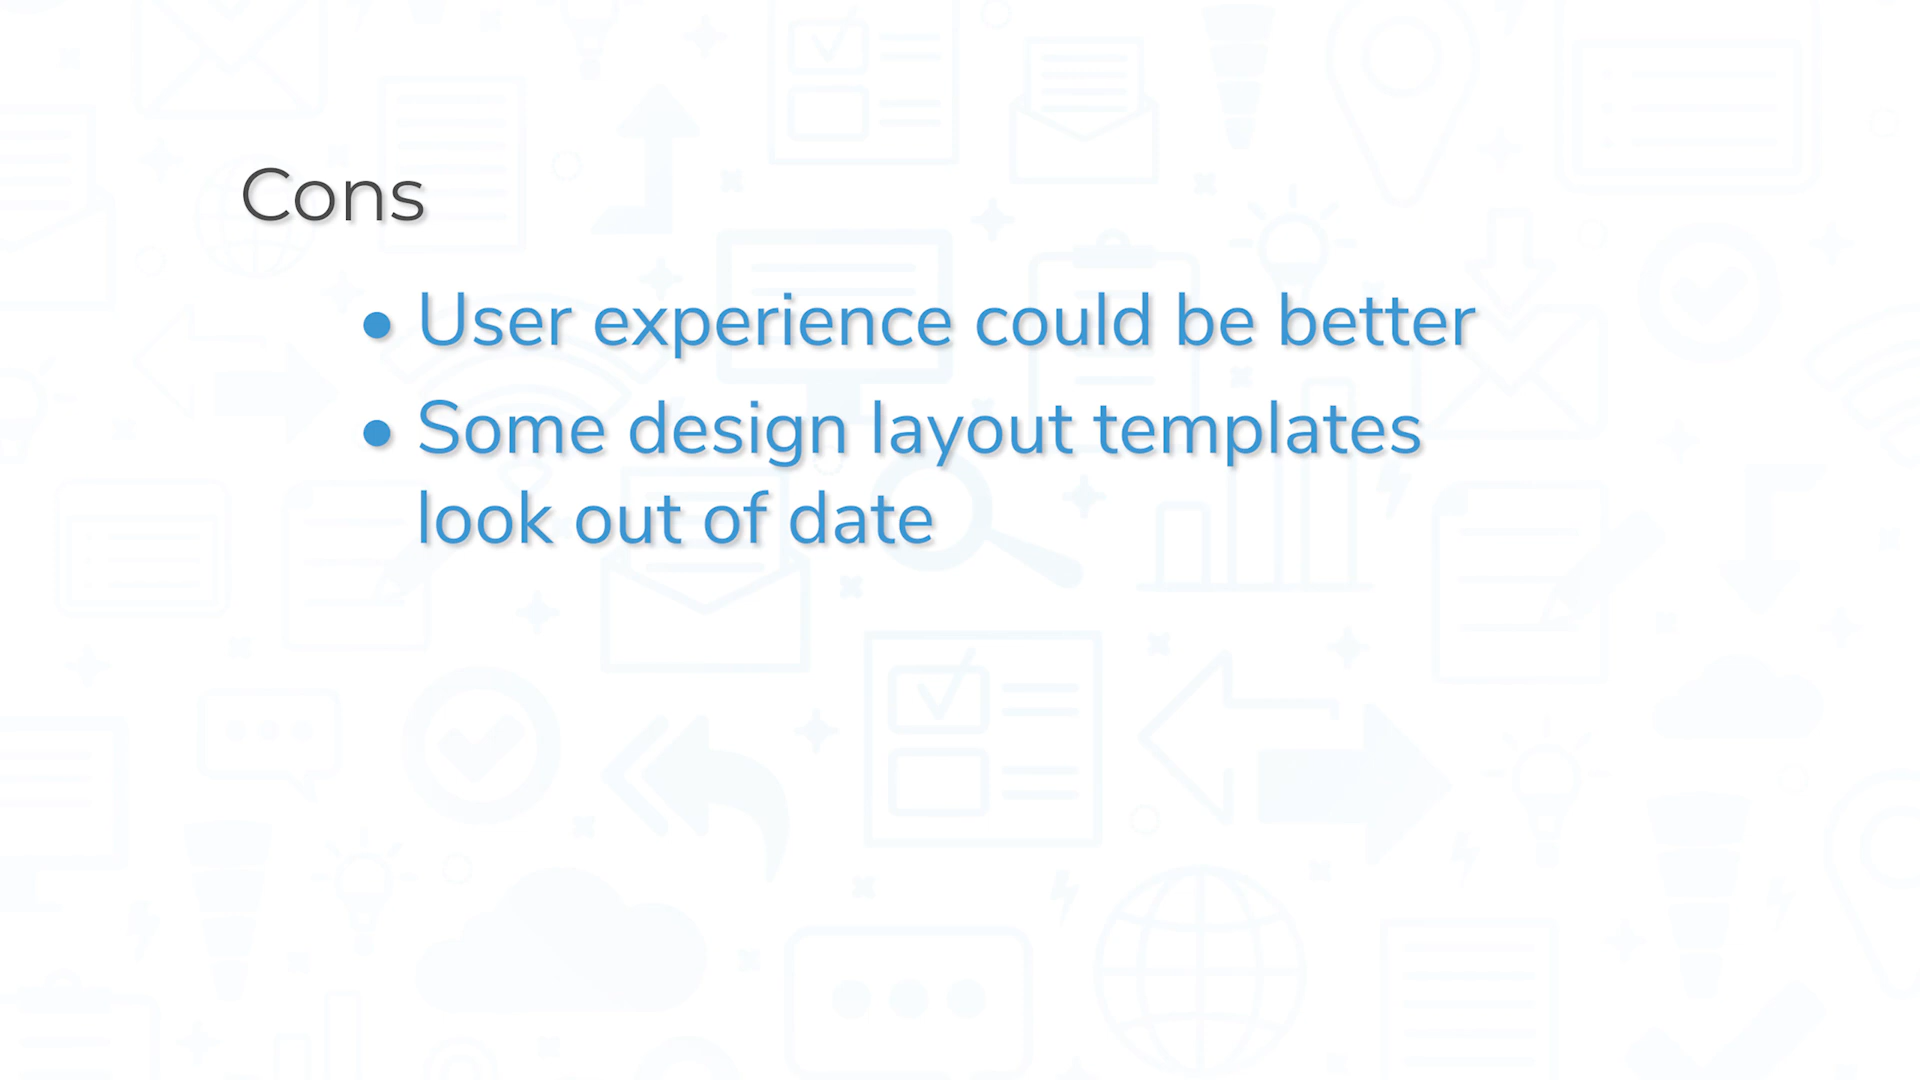 Cons
• User experience could be better
• Some design layout templates
look out of date